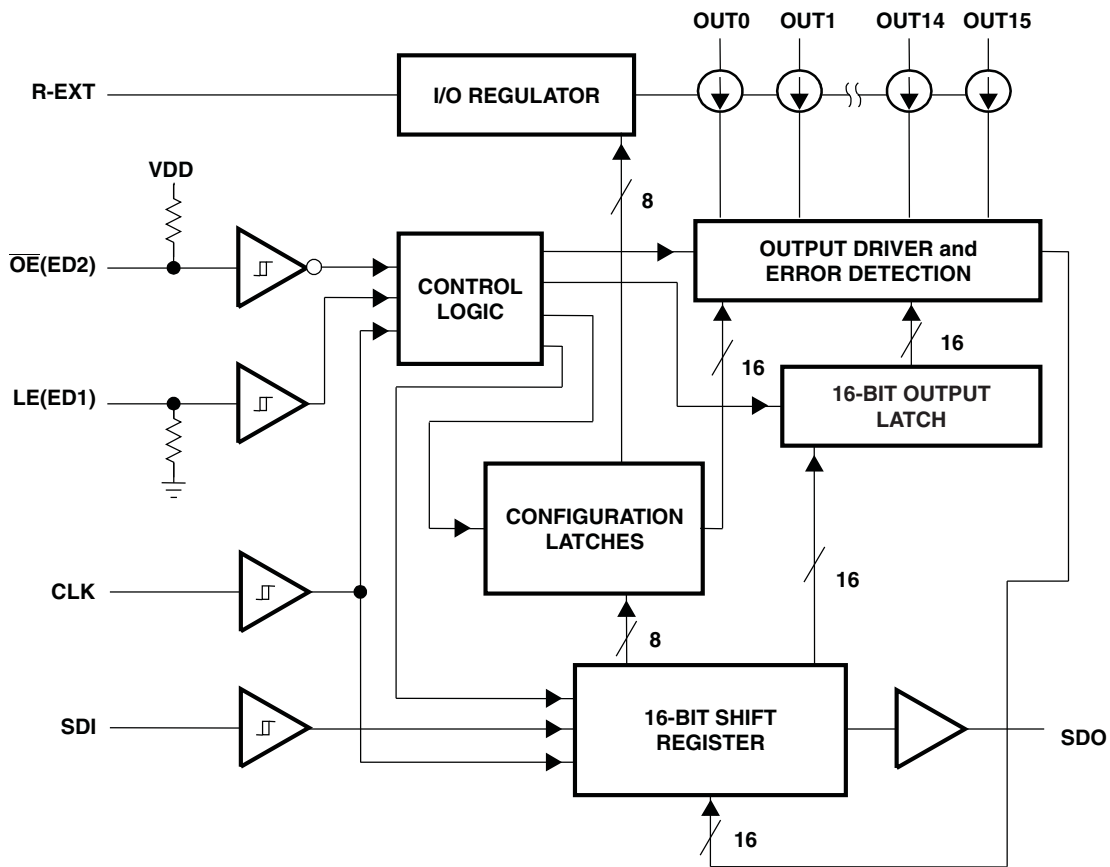 OUT0 OUT1 OUT14 OUT15
R-EXT
I/O REGULATOR
VDD
8
OE(ED2)
CONTROL
LOGIC
OUTPUT DRIVER and
ERROR DETECTION
16
16
LE(ED1)
16-BIT OUTPUT
LATCH
CONFIGURATION
LATCHES
CLK
16
8
SDI
16-BIT SHIFT
REGISTER
SDO
16